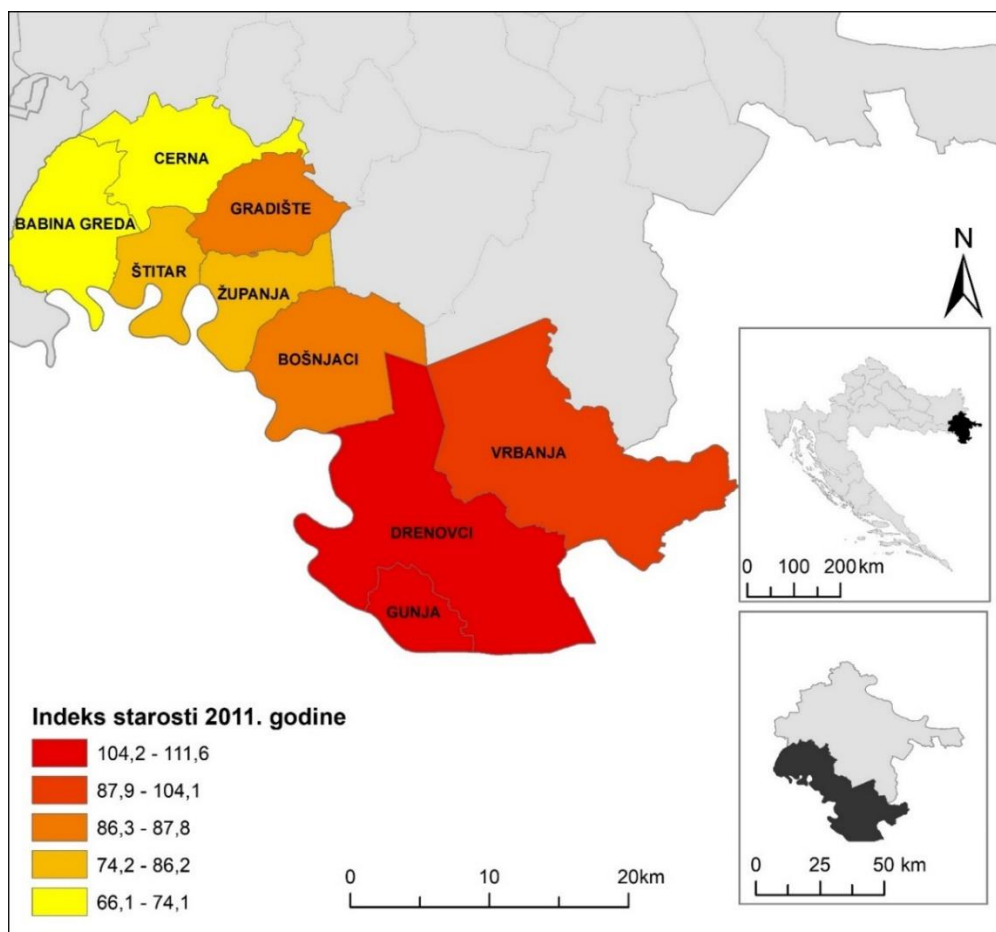 CERNA
GRADIŠTE
BABINA GREDA
ŠTITAR
ŽUPANJA
BOŠNJACI
VRBANJA
DRENOVCI
GUNJA
N
0 100 200 km
0 25 50 km
Indeks starosti 2011. godine
104,2 - 111,6
87,9 - 104,1
86,3 - 87,8
74,2 - 86,2
66,1 - 74,1
0 10 20km